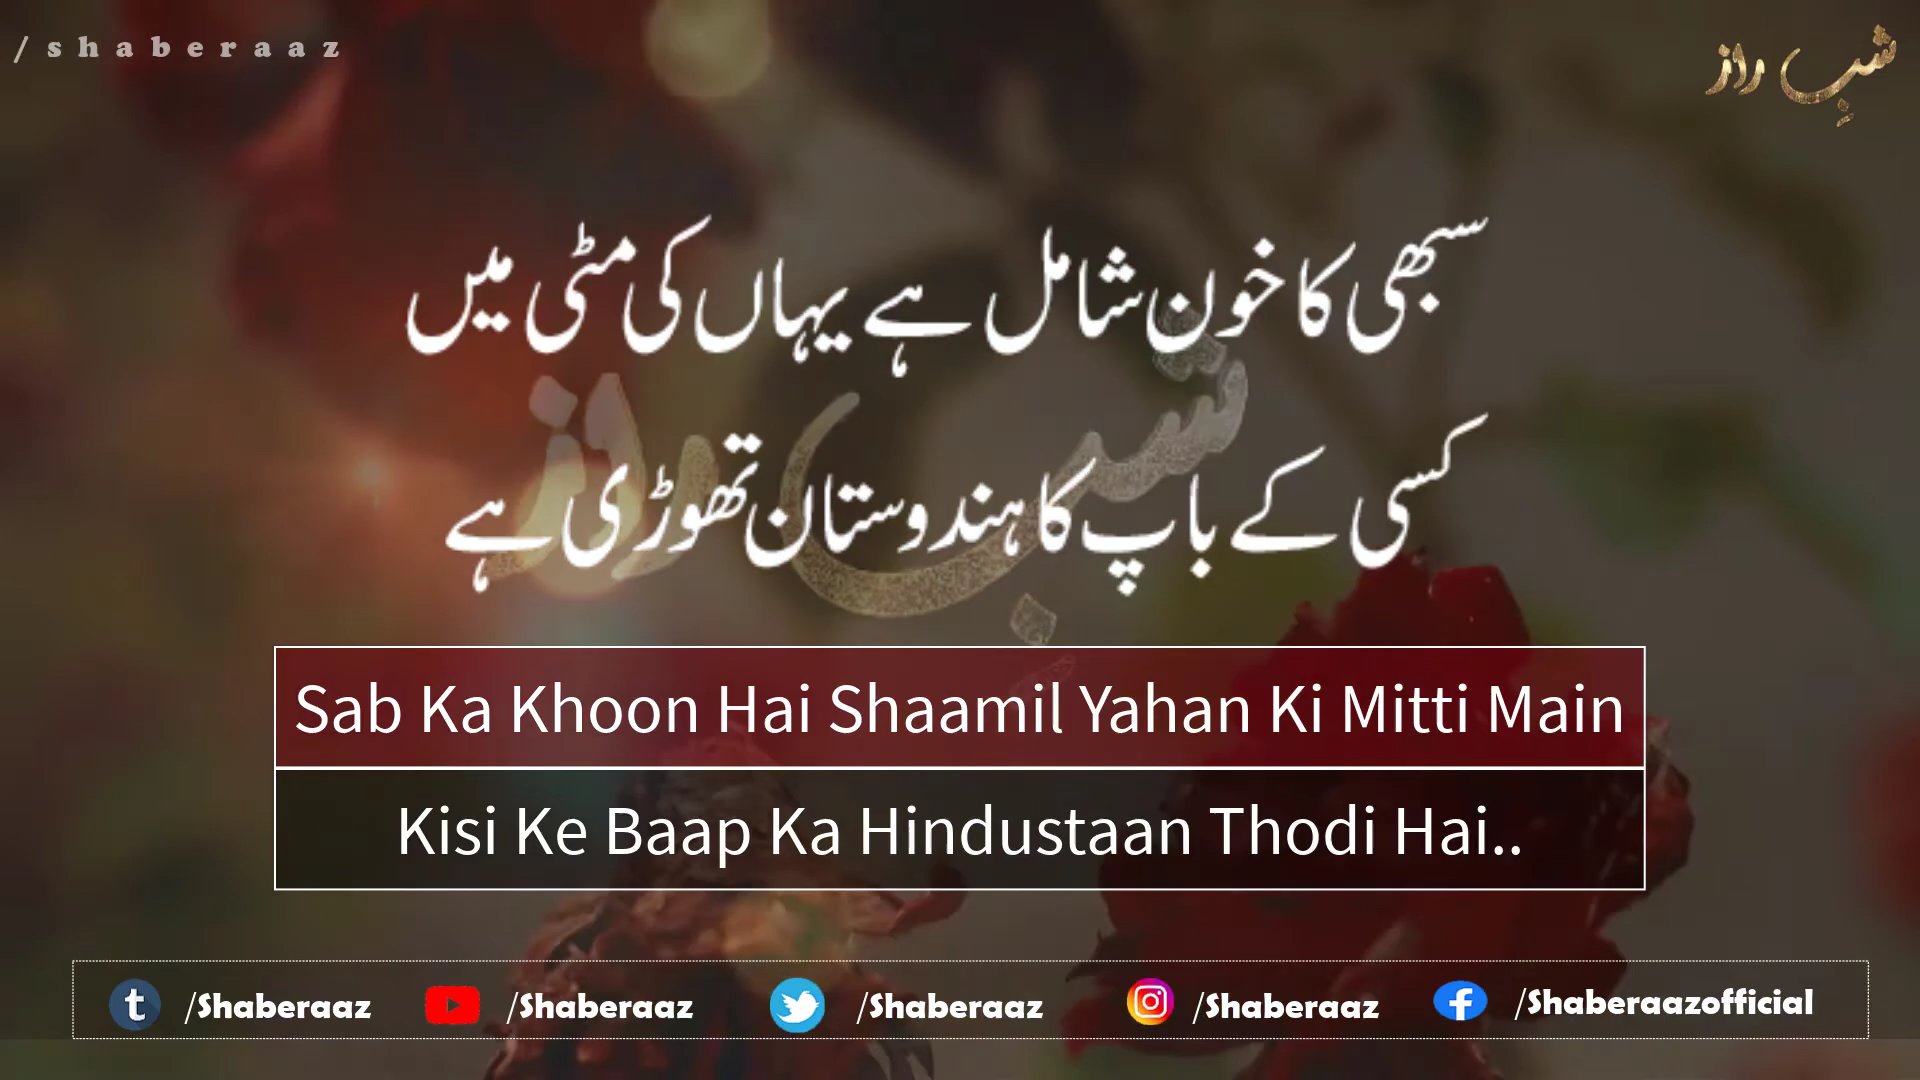 /shaberaaz
شبِ راز
سبھی کا خون شامل ہے یہاں کی مٹی میں
شبِ راز
کسی کے باپ کا ہندوستان تھوڑی ہے
Sab Ka Khoon Hai Shaamil Yahan Ki Mitti Main
Kisi Ke Baap Ka Hindustaan Thodi Hai..
/Shaberaaz /Shaberaaz /Shaberaaz /Shaberaaz /Shaberaazofficial